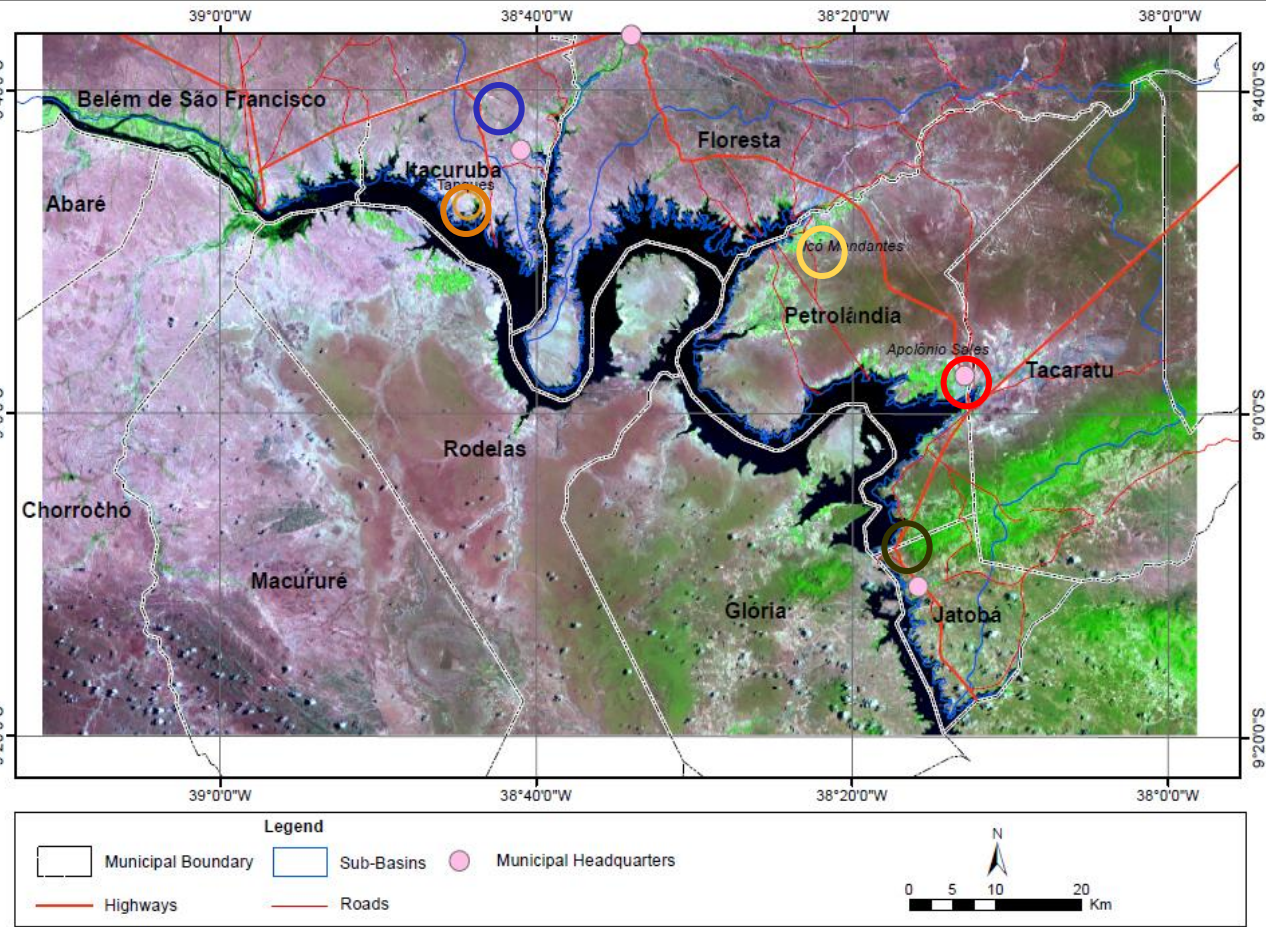 39°0'0"W 38°40'0"W 38°20'0"W 38°0'0"W
8°40'0"S
Belém de São Francisco
Floresta
Itacuruba
Tanques
Abaré
Icó Mandantes
Petrolândia
Apolônio Sales
Tacaratu
9°0'0"S
Rodelas
Chorrochó
Macururé
Glória
Jatobá
9°20'0"S
39°0'0"W 38°40'0"W 38°20'0"W 38°0'0"W
Legend
Municipal Boundary Sub-Basins Municipal Headquarters
Highways Roads
N
0 5 10 20
Km